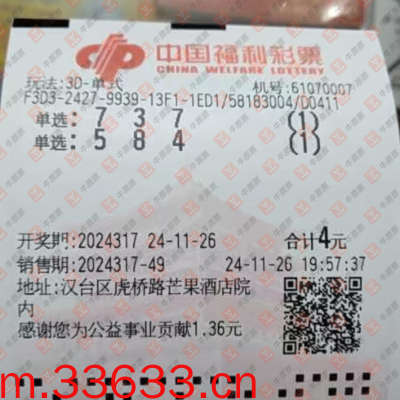 中国福利彩票
CHINA WELFARE LOTTERY
玩法:3D-单式 机号:61070007
F3D3-2427-9939-13F1-1ED1/58183004/D0411
单选: 7 3 7 (1)
单选: 5 8 4 (1)
开奖期:2024317 24-11-26 合计4元
销售期:2024317-49 24-11-26 19:57:37
地址:汉台区虎桥路芒果酒店院
内
感谢您为公益事业贡献1.36元
m.33633.cn